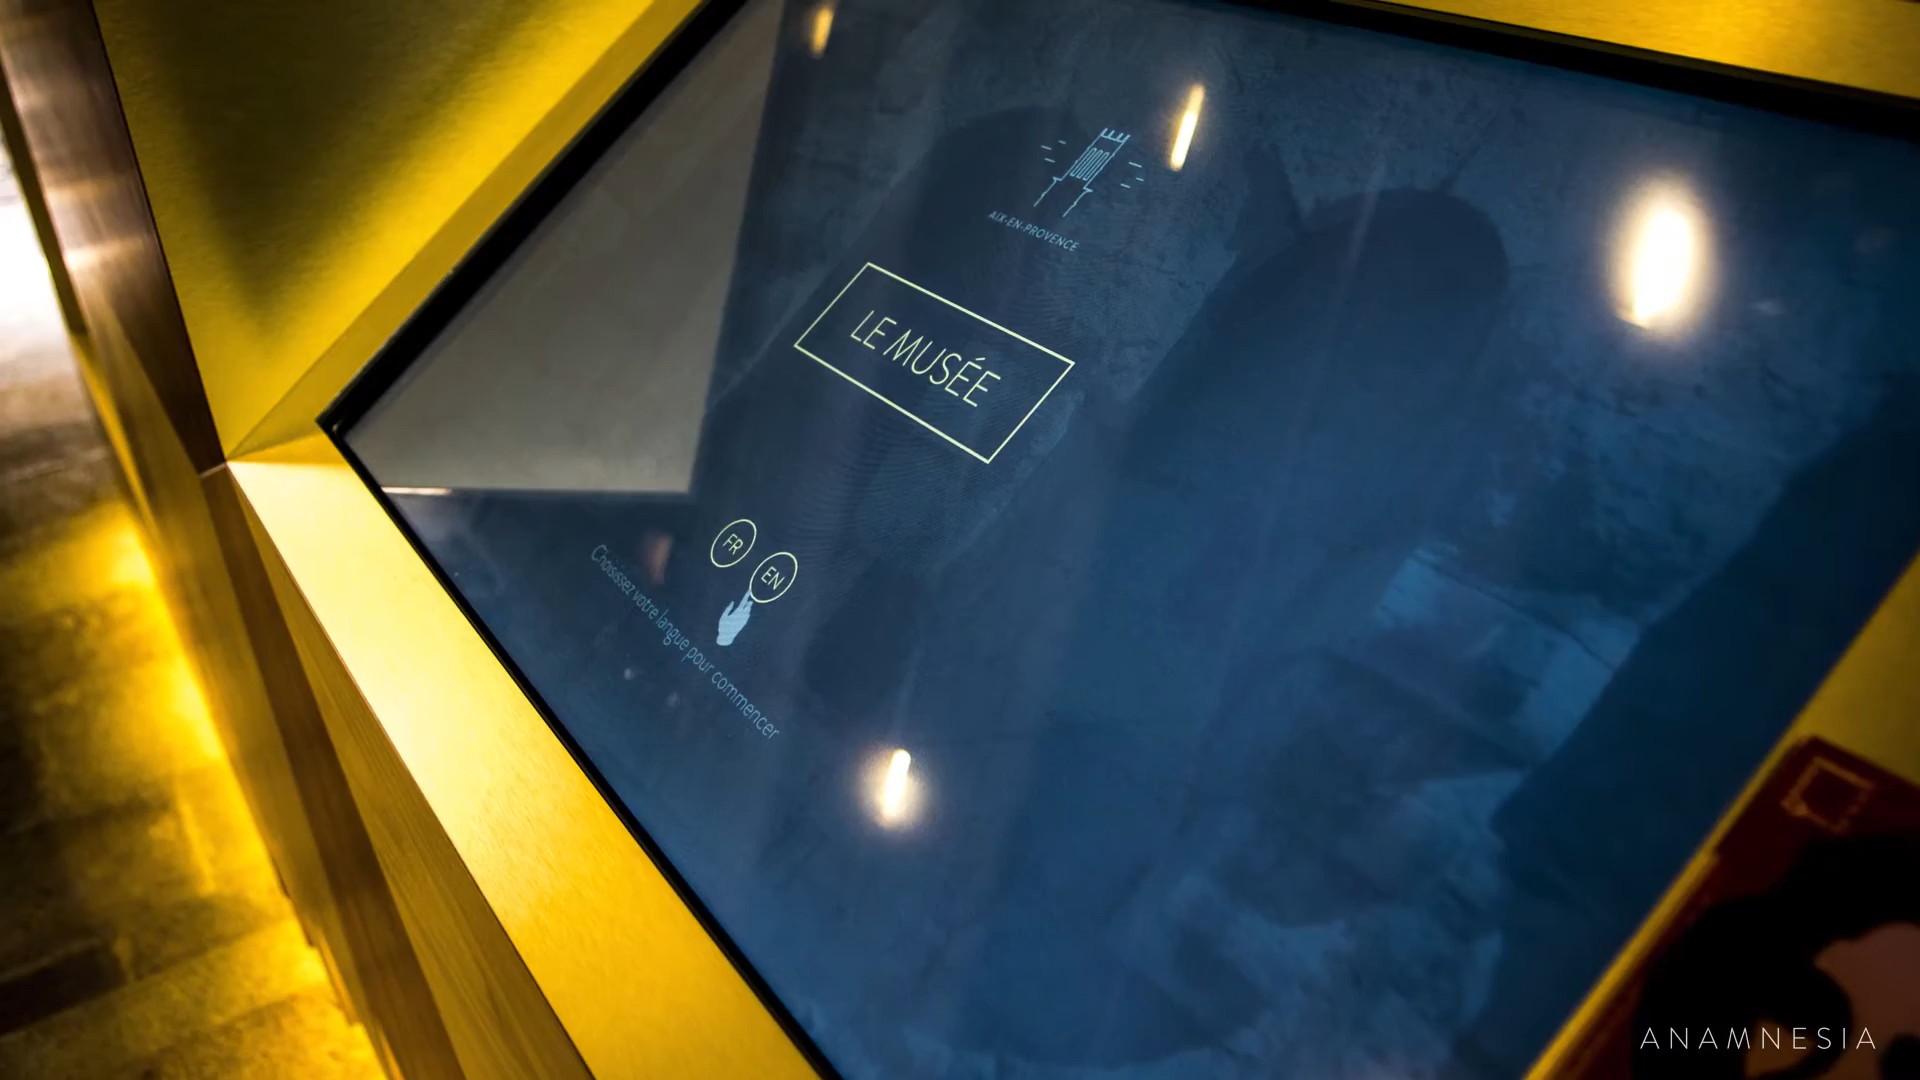 AIX-EN-PROVENCE
LE MUSÉE
FR
EN
Choisissez votre langue pour commencer
ANAMNESIA